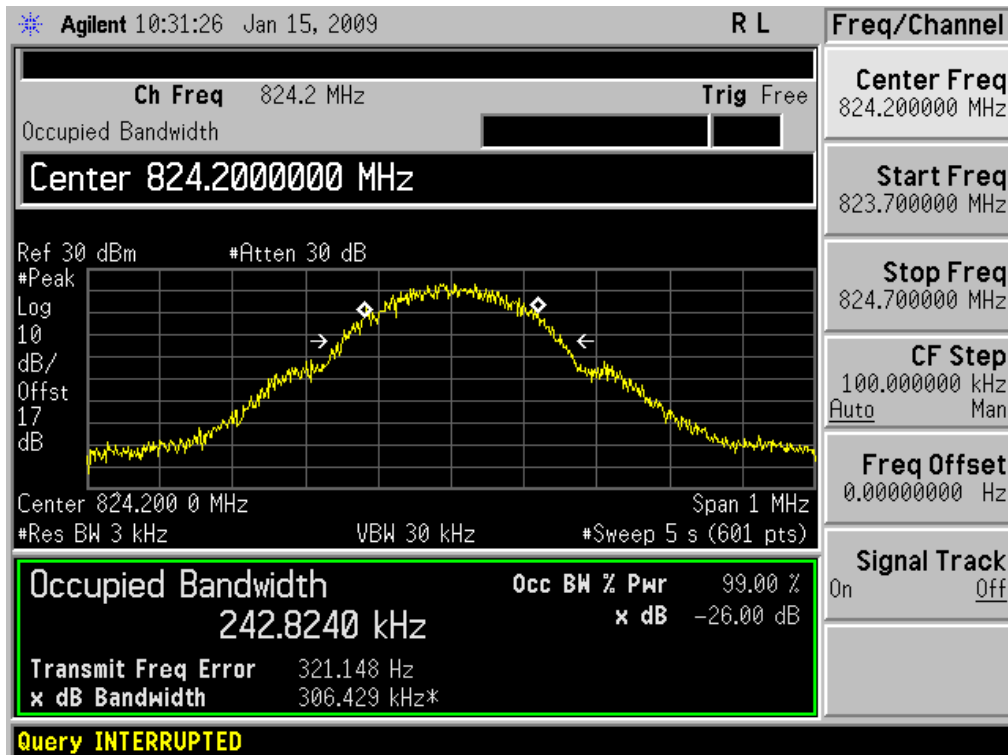 Agilent 10:31:26 Jan 15, 2009 R L
Ch Freq 824.2 MHz Trig Free
Occupied Bandwidth
Center 824.2000000 MHz
Ref 30 dBm #Atten 30 dB
#Peak
Log
10
dB/
Offst
17
dB
Center 824.200 0 MHz Span 1 MHz
#Res BW 3 kHz VBW 30 kHz #Sweep 5 s (601 pts)
Occupied Bandwidth
242.8240 kHz
Occ BW % Pwr 99.00 %
x dB -26.00 dB
Transmit Freq Error 321.148 Hz
x dB Bandwidth 306.429 kHz*
Query INTERRUPTED
Freq/Channel
Center Freq
824.200000 MHz
Start Freq
823.700000 MHz
Stop Freq
824.700000 MHz
CF Step
100.000000 kHz
Auto Man
Freq Offset
0.00000000 Hz
Signal Track
On Off